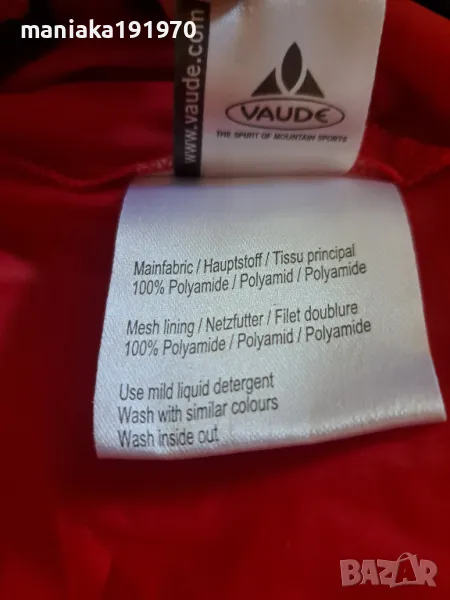 maniaka191970
www.vaude.com
VAUDE
THE SPIRIT OF MOUNTAIN SPORTS
Mainfabric / Hauptstoff / Tissu principal
100% Polyamide / Polyamid / Polyamide
Mesh lining / Netzfutter / Filet doublure
100% Polyamide / Polyamid / Polyamide
Use mild liquid detergent
Wash with similar colours
Wash inside out
BAZAR